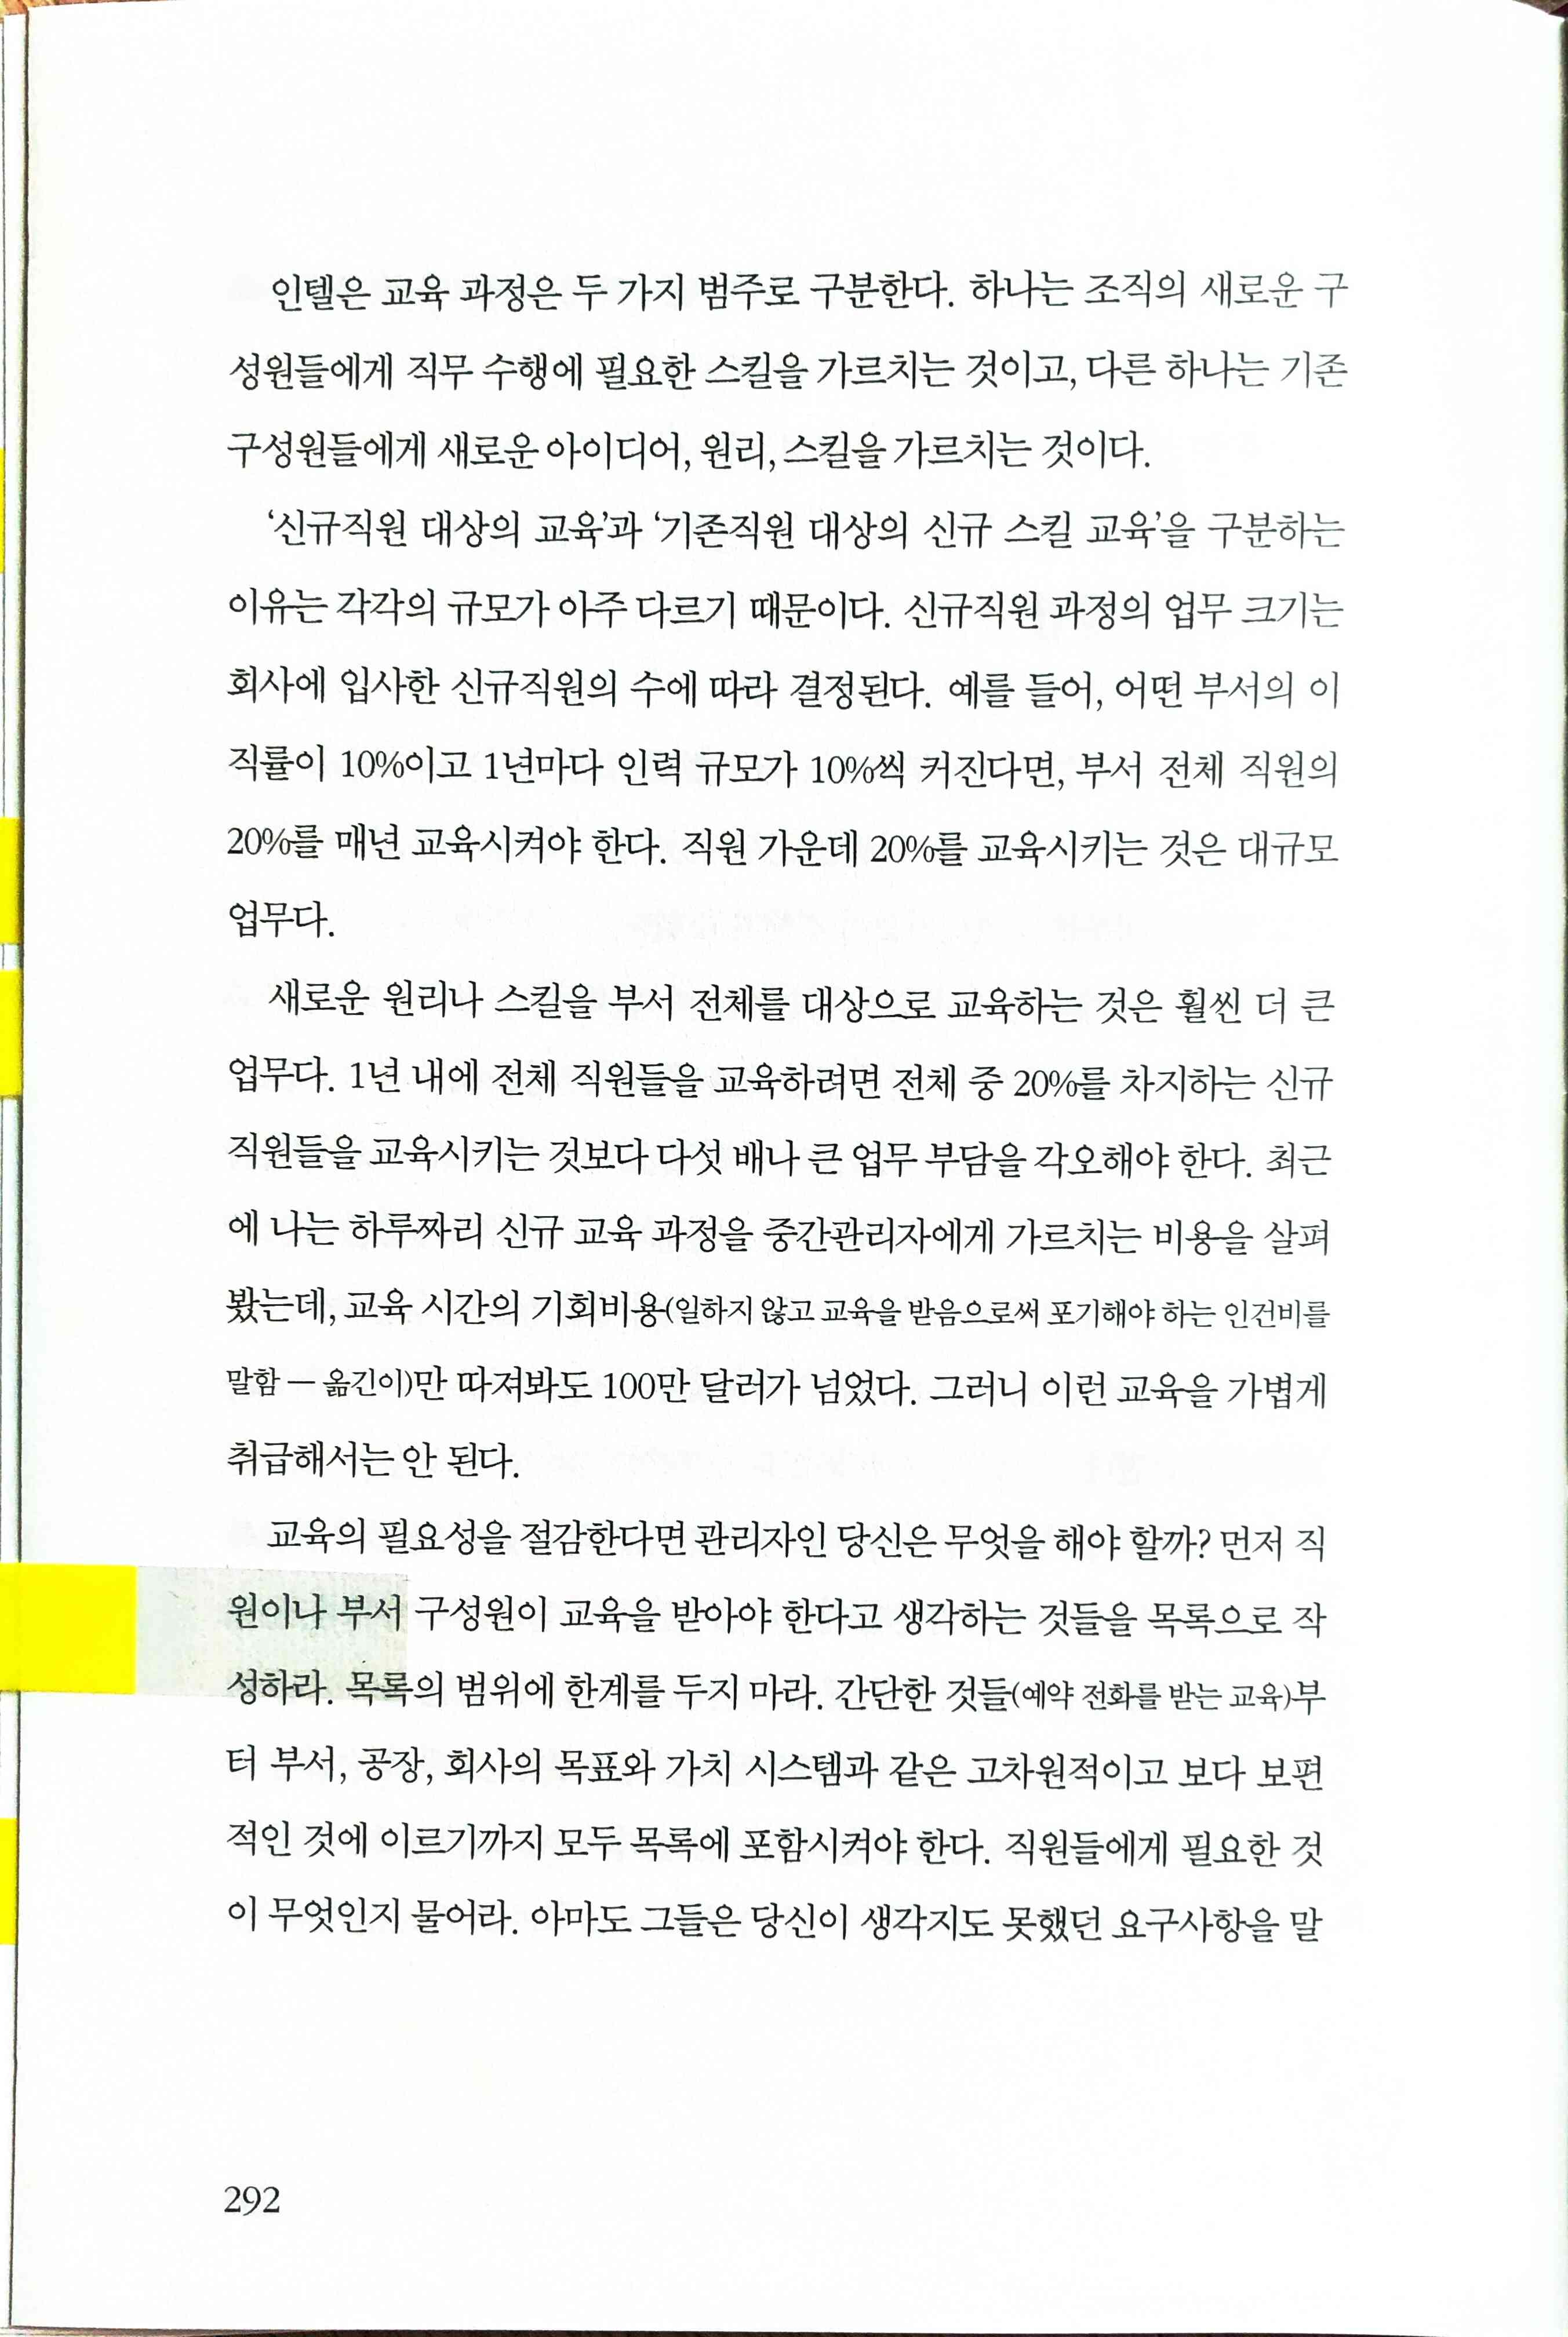 인텔은 교육 과정은 두 가지 범주로 구분한다. 하나는 조직의 새로운 구
성원들에게 직무 수행에 필요한 스킬을 가르치는 것이고, 다른 하나는 기존
구성원들에게 새로운 아이디어, 원리, 스킬을 가르치는 것이다.
‘신규직원 대상의 교육’과 ‘기존직원 대상의 신규 스킬 교육’을 구분하는
이유는 각각의 규모가 아주 다르기 때문이다. 신규직원 과정의 업무 크기는
회사에 입사한 신규직원의 수에 따라 결정된다. 예를 들어, 어떤 부서의 이
직률이 10%이고 1년마다 인력 규모가 10%씩 커진다면, 부서 전체 직원의
20%를 매년 교육시켜야 한다. 직원 가운데 20%를 교육시키는 것은 대규모
업무다.
새로운 원리나 스킬을 부서 전체를 대상으로 교육하는 것은 훨씬 더 큰
업무다. 1년 내에 전체 직원들을 교육하려면 전체 중 20%를 차지하는 신규
직원들을 교육시키는 것보다 다섯 배나 큰 업무 부담을 각오해야 한다. 최근
에 나는 하루짜리 신규 교육 과정을 중간관리자에게 가르치는 비용을 살펴
봤는데, 교육 시간의 기회비용(일하지 않고 교육을 받음으로써 포기해야 하는 인건비를
말함 — 옮긴이)만 따져봐도 100만 달러가 넘었다. 그러니 이런 교육을 가볍게
취급해서는 안 된다.
교육의 필요성을 절감한다면 관리자인 당신은 무엇을 해야 할까? 먼저 직
원이나 부서 구성원이 교육을 받아야 한다고 생각하는 것들을 목록으로 작
성하라. 목록의 범위에 한계를 두지 마라. 간단한 것들(예약 전화를 받는 교육)부
터 부서, 공장, 회사의 목표와 가치 시스템과 같은 고차원적이고 보다 보편
적인 것에 이르기까지 모두 목록에 포함시켜야 한다. 직원들에게 필요한 것
이 무엇인지 물어라. 아마도 그들은 당신이 생각지도 못했던 요구사항을 말
292